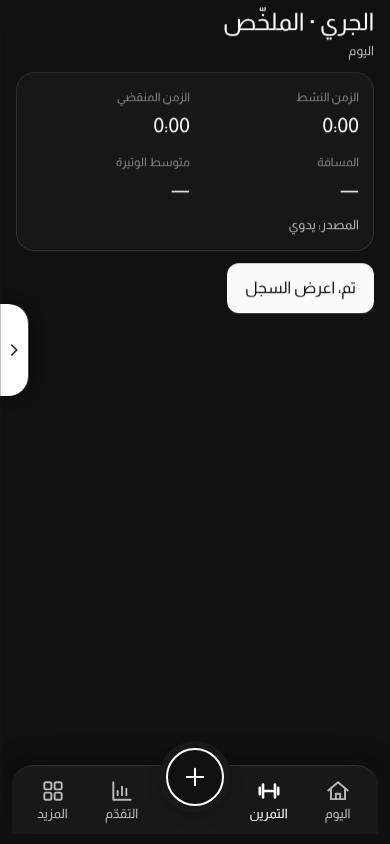 الجري · الملخّص
اليوم
الزمن النشط
الزمن المنقضي
0:00
0:00
المسافة
متوسط الوتيرة
—
—
المصدر: يدوي
تم، اعرض السجل
اليوم
التمرين
التقدّم
المزيد